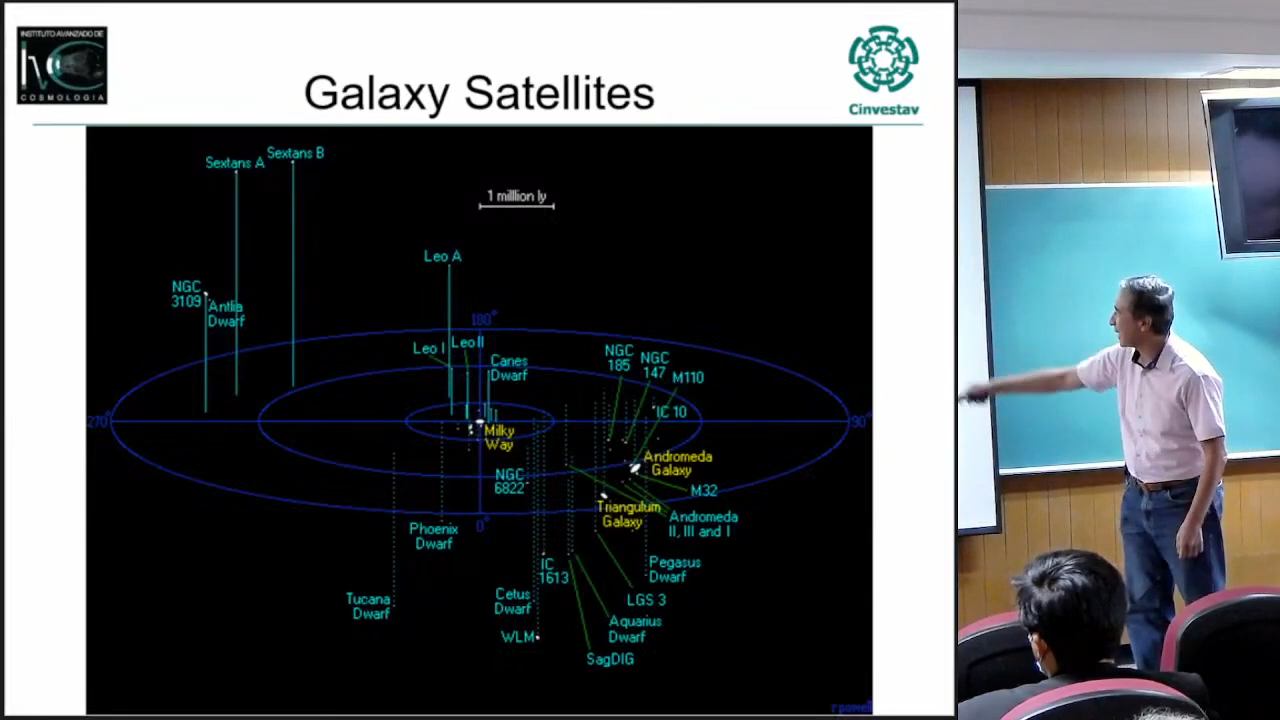 INSTITUTO AVANZADO DE
IAC
COSMOLOGIA
Galaxy Satellites
Cinvestav
Sextans A
Sextans B
1 milllion ly
Leo A
NGC
3109
Antlia
Dwarf
180°
Leo I
Leo II
Canes
Dwarf
NGC
185
NGC
147
M110
IC 10
270°
90°
Milky
Way
Andromeda
Galaxy
NGC
6822
M32
Triangulum
Galaxy
Andromeda
II, III and I
0°
Phoenix
Dwarf
IC
1613
Pegasus
Dwarf
Tucana
Dwarf
Cetus
Dwarf
LGS 3
WLM
Aquarius
Dwarf
SagDIG
rpowell